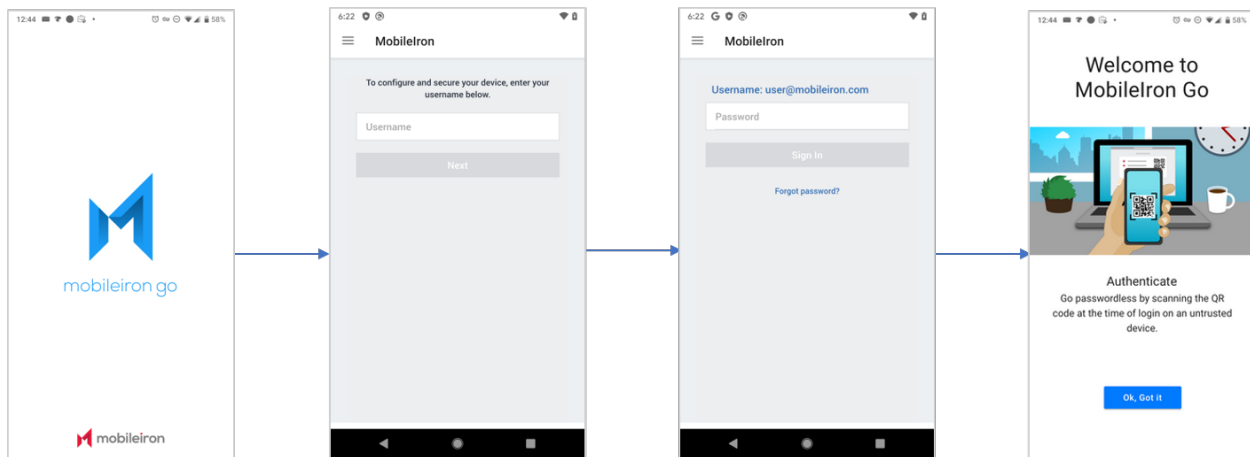 12:44
58%
mobileiron go
mobileiron
6:22
MobileIron
To configure and secure your device, enter your
username below.
Username
Next
6:22 G
MobileIron
Username: user@mobileiron.com
Password
Sign In
Forgot password?
12:44
58%
Welcome to
MobileIron Go
Authenticate
Go passwordless by scanning the QR
code at the time of login on an untrusted
device.
Ok, Got it